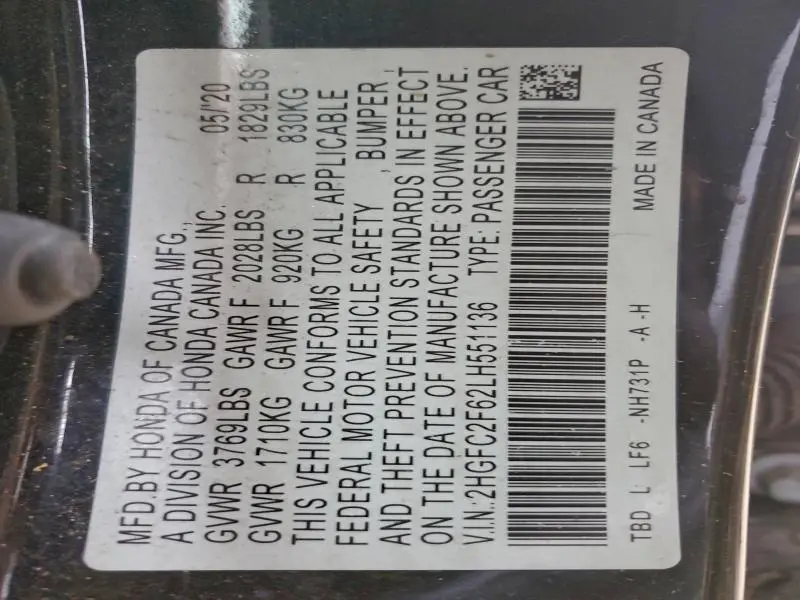 MFD.BY HONDA OF CANADA MFG.,
A DIVISION OF HONDA CANADA INC. 05/'20
GVWR 3769LBS GAWR F 2028LBS R 1829LBS
GVWR 1710KG GAWR F 920KG R 830KG
THIS VEHICLE CONFORMS TO ALL APPLICABLE
FEDERAL MOTOR VEHICLE SAFETY , BUMPER ,
AND THEFT PREVENTION STANDARDS IN EFFECT
ON THE DATE OF MANUFACTURE SHOWN ABOVE.
V.I.N.:2HGFC2F62LH551136 TYPE: PASSENGER CAR
TBD L: LF6 -NH731P -A -H MADE IN CANADA